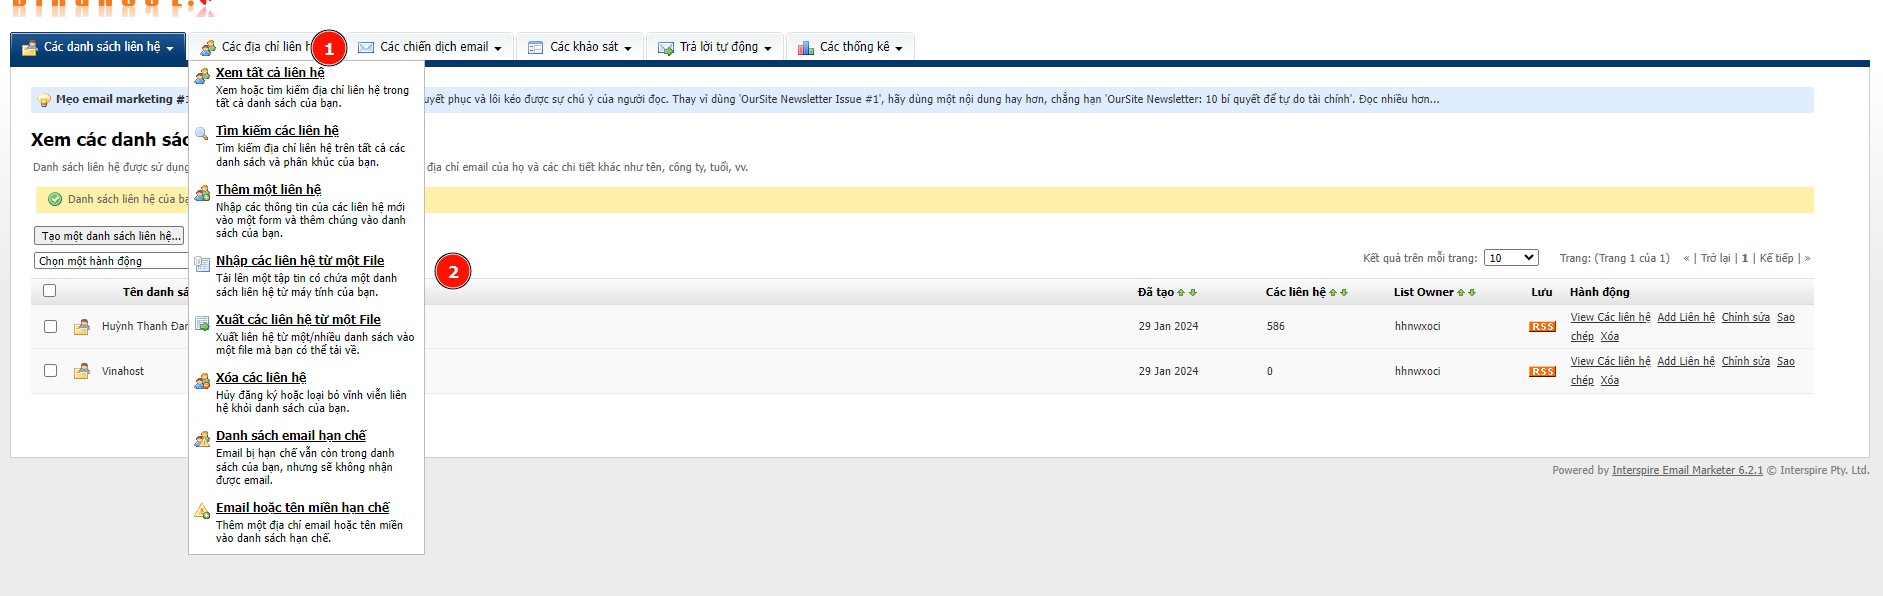 Các danh sách liên hệ
Các địa chỉ liên
1
Các chiến dịch email
Các khảo sát
Trả lời tự động
Các thống kê
Xem tất cả liên hệ
Xem hoặc tìm kiếm địa chỉ liên hệ trong
tất cả danh sách của bạn.
Tìm kiếm các liên hệ
Tìm kiếm địa chỉ liên hệ trên tất cả các
danh sách và phân khúc của bạn.
Thêm một liên hệ
Nhập các thông tin của các liên hệ mới
vào một form và thêm chúng vào danh
sách của bạn.
Nhập các liên hệ từ một File
Tải lên một tập tin có chứa một danh
sách liên hệ từ máy tính của bạn.
Xuất các liên hệ từ một File
Xuất liên hệ từ một/nhiều danh sách vào
một file mà bạn có thể tải về.
Xóa các liên hệ
Hủy đăng ký hoặc loại bỏ vĩnh viễn liên
hệ khỏi danh sách của bạn.
Danh sách email hạn chế
Email bị hạn chế vẫn còn trong danh
sách của bạn, nhưng sẽ không nhận
được email.
Email hoặc tên miền hạn chế
Thêm một địa chỉ email hoặc tên miền
vào danh sách hạn chế.
2
Mẹo email marketing #1 phục và lôi kéo được sự chú ý của người đọc. Thay vì dùng 'OurSite Newsletter Issue #1', hãy dùng một nội dung hay hơn, chẳng hạn 'OurSite Newsletter: 10 bí quyết để tự do tài chính'. Đọc nhiều hơn...
Xem các danh sác
Danh sách liên hệ được sử dụng địa chỉ email của họ và các chi tiết khác như tên, công ty, tuổi, vv.
Danh sách liên hệ của bạ
Tạo một danh sách liên hệ...
Chọn một hành động
Kết quả trên mỗi trang: 10 Trang: (Trang 1 của 1) « | Trở lại | 1 | Kế tiếp | »
Tên danh sá Đã tạo Các liên hệ List Owner Lưu Hành động
Huỳnh Thanh Đan 29 Jan 2024 586 hhnwxoci RSS View Các liên hệ Add Liên hệ Chỉnh sửa Sao
chép Xóa
Vinahost 29 Jan 2024 0 hhnwxoci RSS View Các liên hệ Add Liên hệ Chỉnh sửa Sao
chép Xóa
Powered by Interspire Email Marketer 6.2.1 © Interspire Pty. Ltd.